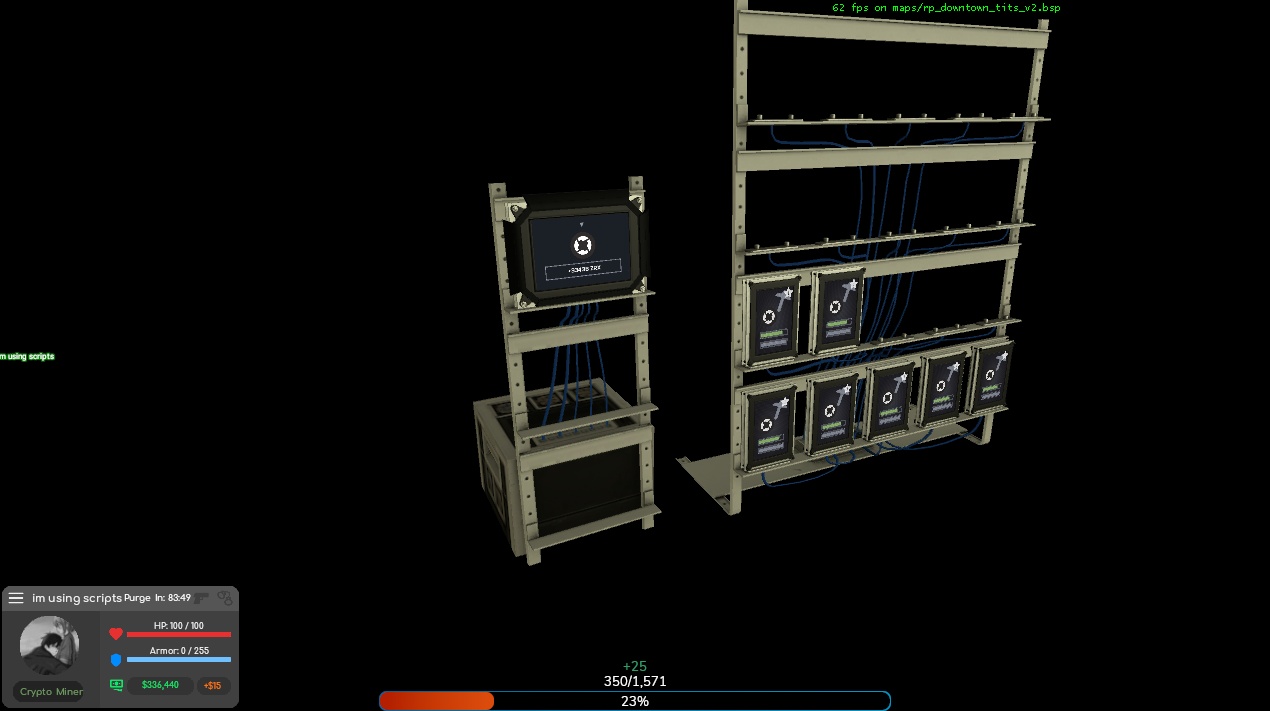 62 fps on maps/rp_downtown_tits_v2.bsp
m using scripts
im using scripts Purge In: 83:49
HP: 100 / 100
Armor: 0 / 255
Crypto Miner
$336,440
+$15
+25
350/1,571
23%